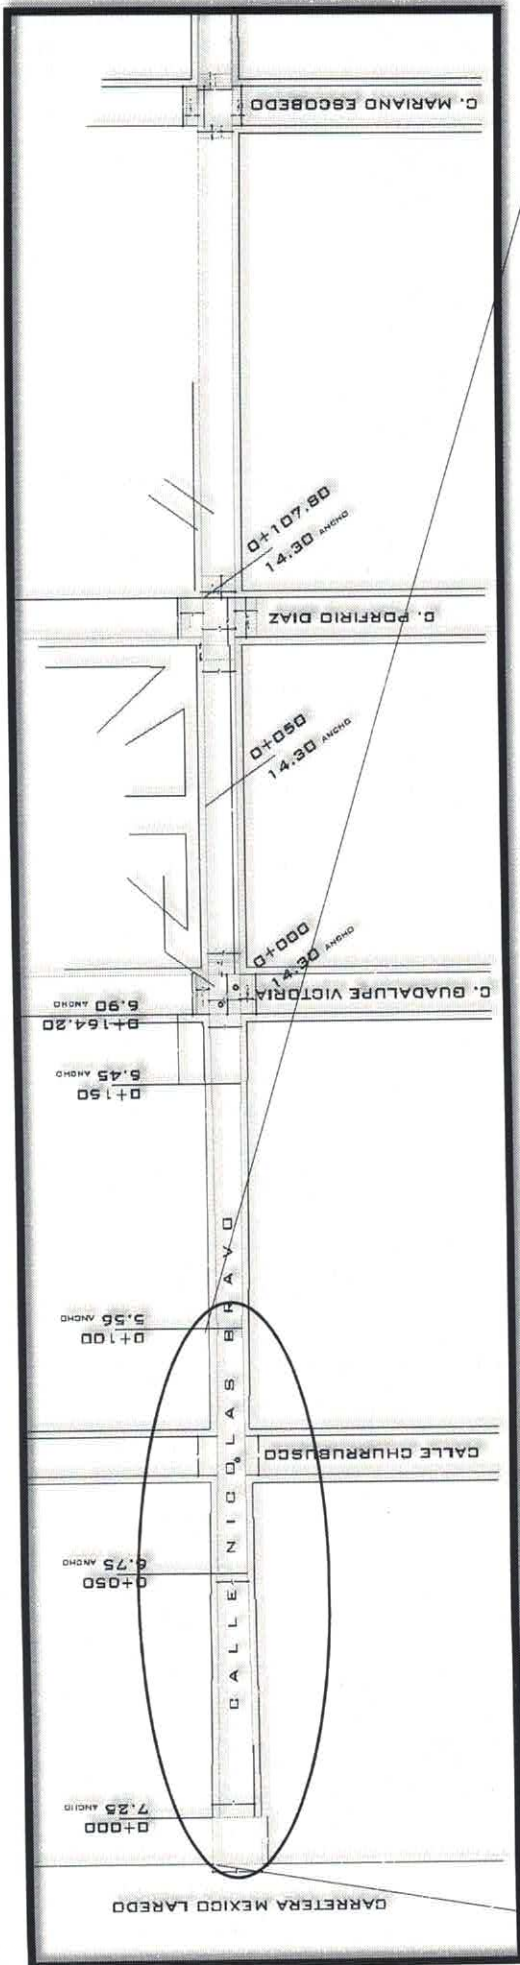 C. MARIANO ESCOBEDO
0+107.80
14.30 ANCHO
C. PORFIRIO DIAZ
0+050
14.30 ANCHO
0+000
14.30 ANCHO
C. GUADALUPE VICTORIA
0+164.20
6.90 ANCHO
0+150
5.45 ANCHO
0+100
5.56 ANCHO
CALLE CHURRUBUSCO
0+050
6.75 ANCHO
CALLE NICOLAS BRAVO
0+000
7.25 ANCHO
CARRETERA MEXICO LAREDO